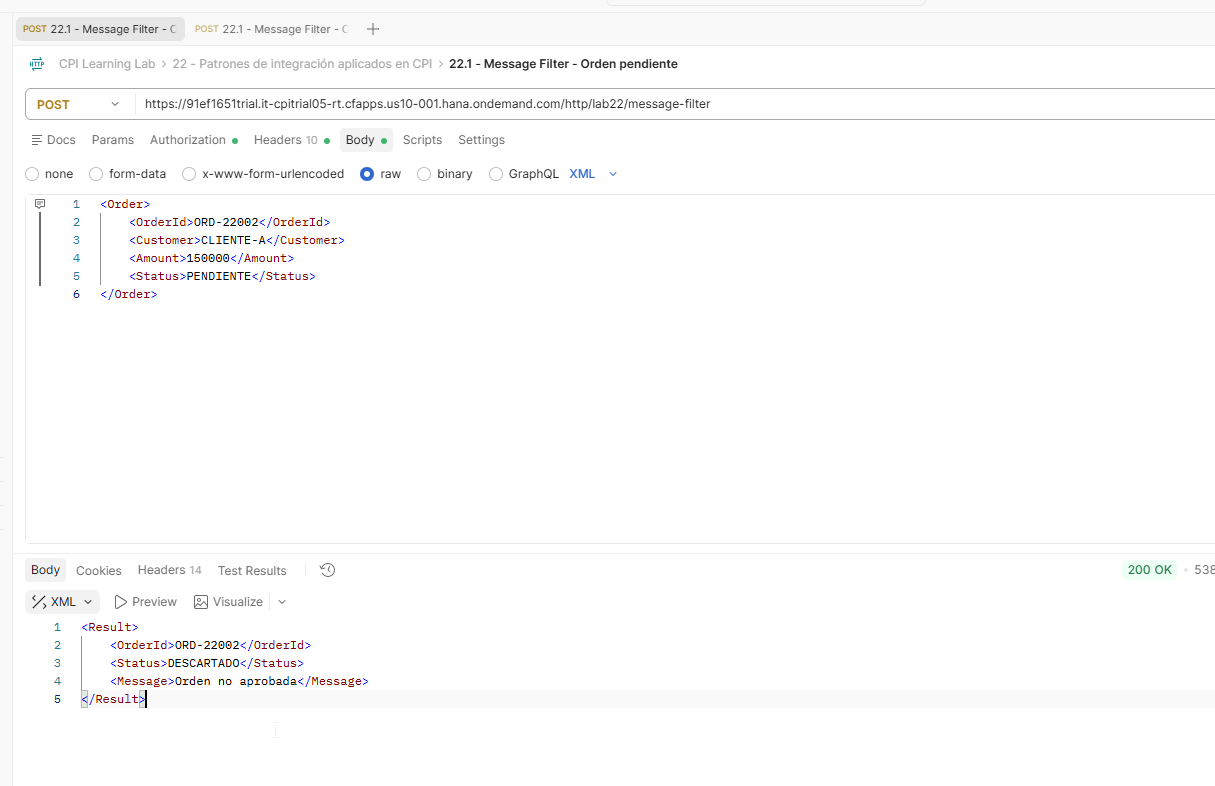 POST 22.1 - Message Filter - C POST 22.1 - Message Filter - C
HTTP CPI Learning Lab > 22 - Patrones de integración aplicados en CPI > 22.1 - Message Filter - Orden pendiente
POST https://91ef1651trial.it-cpitrial05-rt.cfapps.us10-001.hana.ondemand.com/http/lab22/message-filter
Docs Params Authorization Headers 10 Body Scripts Settings
none form-data x-www-form-urlencoded raw binary GraphQL XML
1 <Order>
2 <OrderId>ORD-22002</OrderId>
3 <Customer>CLIENTE-A</Customer>
4 <Amount>150000</Amount>
5 <Status>PENDIENTE</Status>
6 </Order>
Body Cookies Headers 14 Test Results 200 OK • 538
XML Preview Visualize
1 <Result>
2 <OrderId>ORD-22002</OrderId>
3 <Status>DESCARTADO</Status>
4 <Message>Orden no aprobada</Message>
5 </Result>